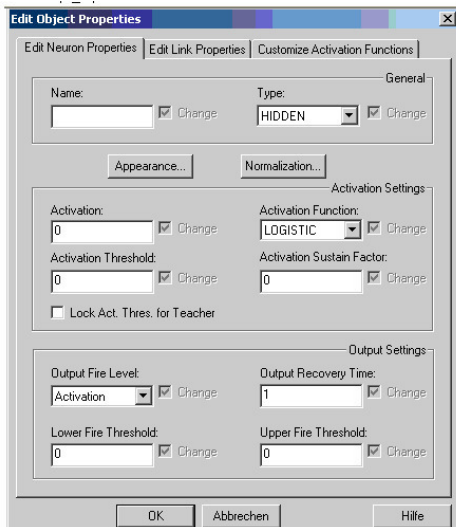 Edit Object Properties
Edit Neuron Properties Edit Link Properties Customize Activation Functions
General
Name: Type:
Change HIDDEN Change
Appearance... Normalization...
Activation Settings
Activation: Activation Function:
0 Change LOGISTIC Change
Activation Threshold: Activation Sustain Factor:
0 Change 0 Change
Lock Act. Thres. for Teacher
Output Settings
Output Fire Level: Output Recovery Time:
Activation Change 1 Change
Lower Fire Threshold: Upper Fire Threshold:
0 Change 0 Change
OK Abbrechen Hilfe